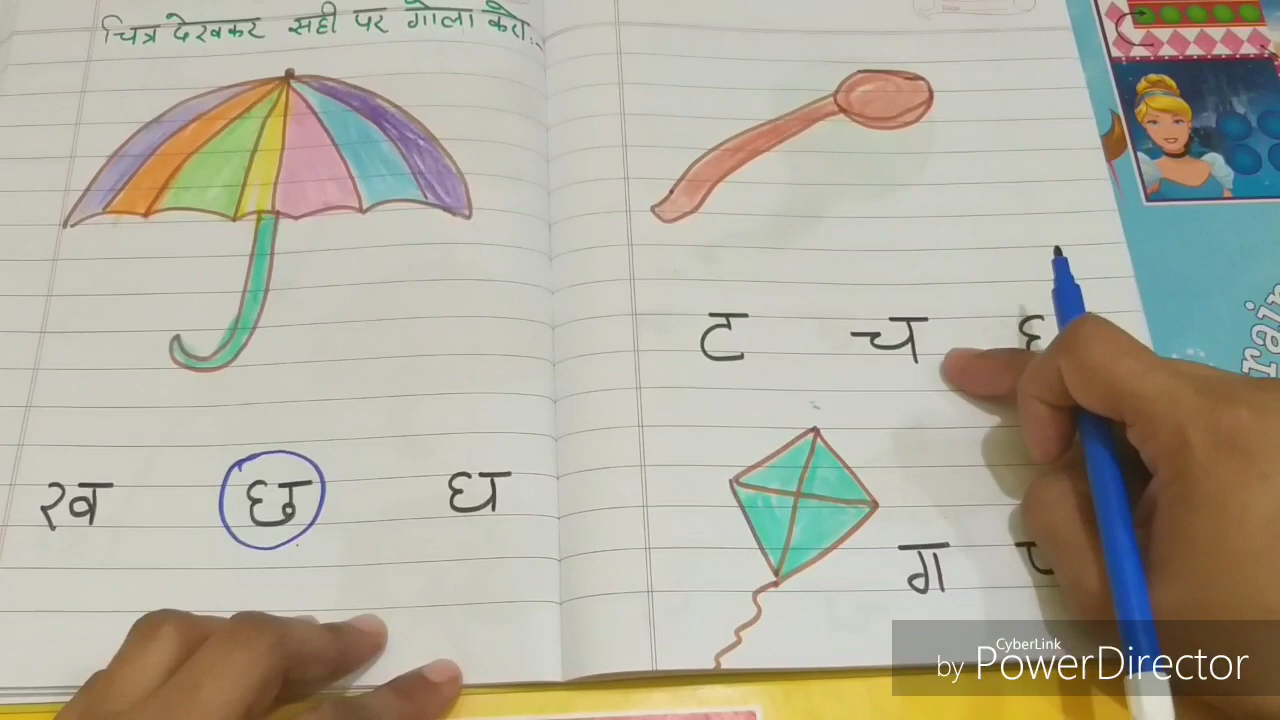 चित्र देखकर सही पर गोला करो:-
ख छ घ
ट च
ग
CyberLink
by PowerDirector